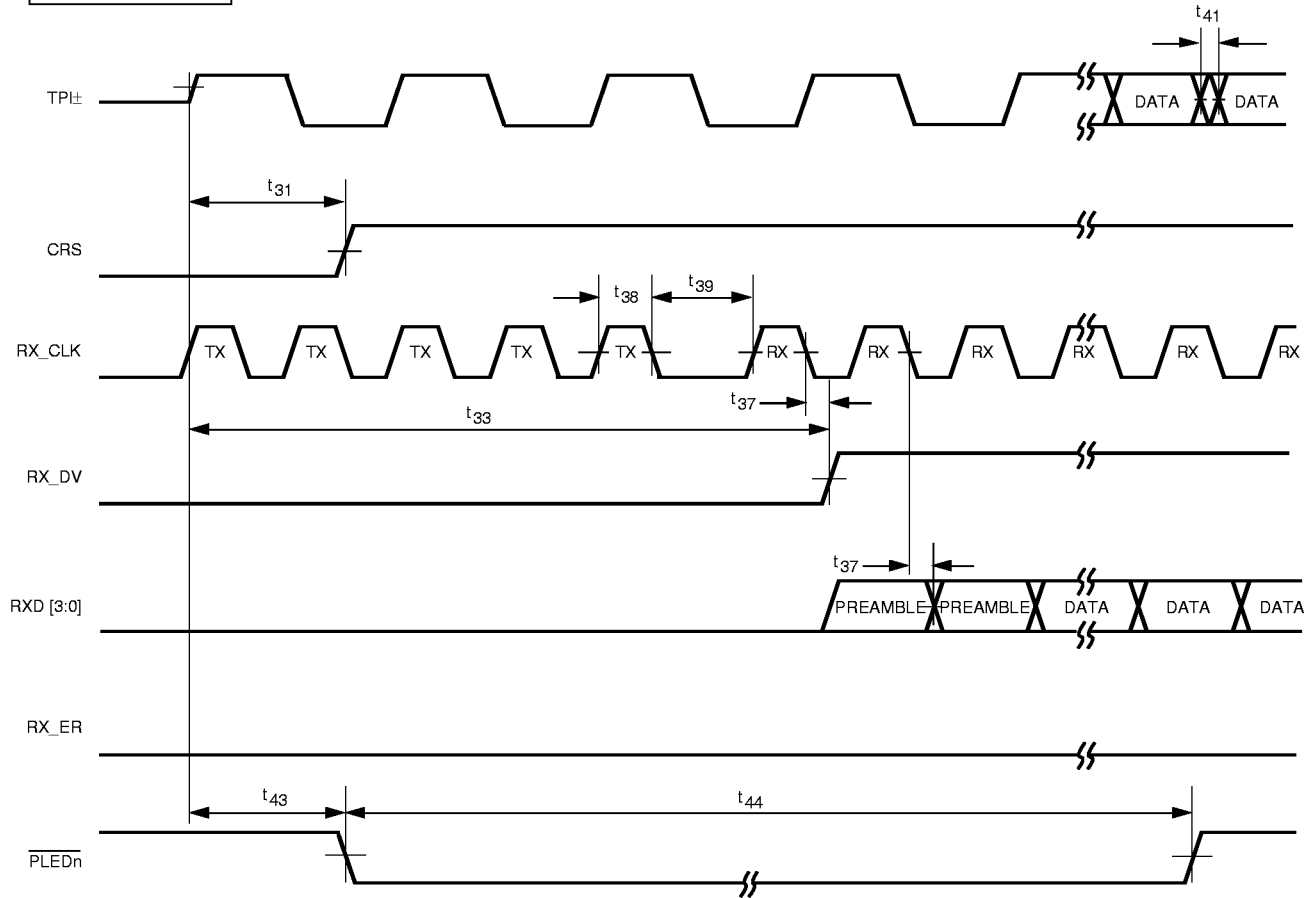 t41
TPI± DATA DATA
t31
CRS
t38 t39
RX_CLK TX TX TX TX TX RX RX RX RX RX RX
t37
t33
RX_DV
t37
RXD [3:0] PREAMBLE PREAMBLE DATA DATA DATA
RX_ER
t43 t44
PLEDn